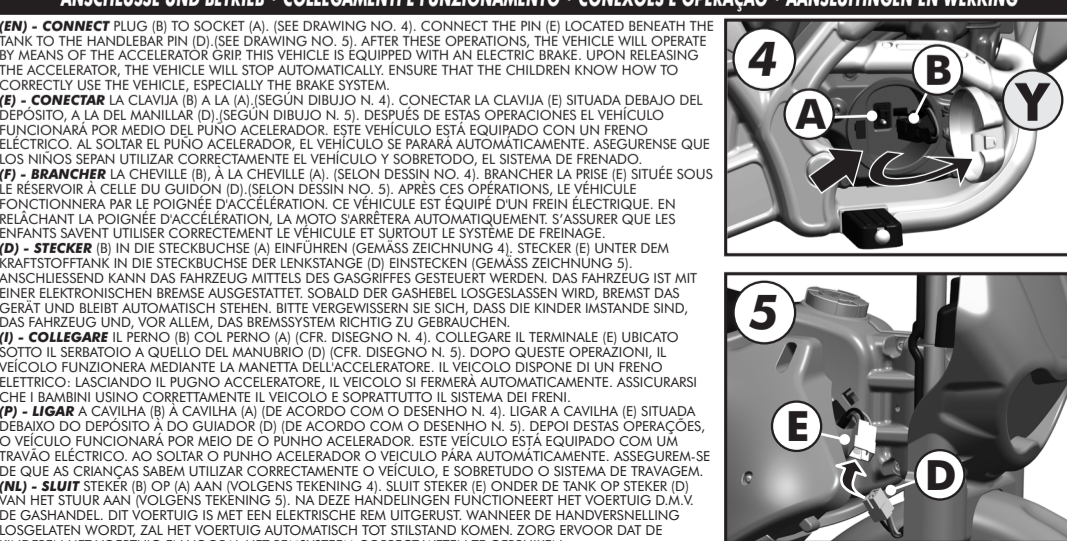 ANSCHLÜSSE UND BETRIEB • COLLEGAMENTI E FUNZIONAMENTO • CONEXÕES E OPERAÇÃO • AANSLUITINGEN EN WERKING
(EN) - CONNECT PLUG (B) TO SOCKET (A). (SEE DRAWING NO. 4). CONNECT THE PIN (E) LOCATED BENEATH THE
TANK TO THE HANDLEBAR PIN (D).(SEE DRAWING NO. 5). AFTER THESE OPERATIONS, THE VEHICLE WILL OPERATE
BY MEANS OF THE ACCELERATOR GRIP. THIS VEHICLE IS EQUIPPED WITH AN ELECTRIC BRAKE. UPON RELEASING
THE ACCELERATOR, THE VEHICLE WILL STOP AUTOMATICALLY. ENSURE THAT THE CHILDREN KNOW HOW TO
CORRECTLY USE THE VEHICLE, ESPECIALLY THE BRAKE SYSTEM.
(E) - CONECTAR LA CLAVIJA (B) A LA (A).(SEGÚN DIBUJO N. 4). CONECTAR LA CLAVIJA (E) SITUADA DEBAJO DEL
DEPÓSITO, A LA DEL MANILLAR (D).(SEGÚN DIBUJO N. 5). DESPUÉS DE ESTAS OPERACIONES EL VEHÍCULO
FUNCIONARÁ POR MEDIO DEL PUÑO ACELERADOR. ESTE VEHÍCULO ESTÁ EQUIPADO CON UN FRENO
ELÉCTRICO. AL SOLTAR EL PUÑO ACELERADOR, EL VEHÍCULO SE PARARÁ AUTOMÁTICAMENTE. ASEGURENSE QUE
LOS NIÑOS SEPAN UTILIZAR CORRECTAMENTE EL VEHÍCULO Y SOBRETODO, EL SISTEMA DE FRENADO.
(F) - BRANCHER LA CHEVILLE (B), À LA CHEVILLE (A). (SELON DESSIN NO. 4). BRANCHER LA PRISE (E) SITUÉE SOUS
LE RÉSERVOIR À CELLE DU GUIDON (D).(SELON DESSIN NO. 5). APRÈS CES OPÉRATIONS, LE VÉHICULE
FONCTIONNERA PAR LE POIGNÉE D'ACCÉLÉRATION. CE VÉHICULE EST ÉQUIPÉ D'UN FREIN ÉLECTRIQUE. EN
RELÂCHANT LA POIGNÉE D'ACCÉLÉRATION, LA MOTO S'ARRÊTERA AUTOMATIQUEMENT. S'ASSURER QUE LES
ENFANTS SAVENT UTILISER CORRECTEMENT LE VÉHICULE ET SURTOUT LE SYSTÈME DE FREINAGE.
(D) - STECKER (B) IN DIE STECKBUCHSE (A) EINFÜHREN (GEMÄSS ZEICHNUNG 4). STECKER (E) UNTER DEM
KRAFTSTOFFTANK IN DIE STECKBUCHSE DER LENKSTANGE (D) EINSTECKEN (GEMÄSS ZEICHNUNG 5).
ANSCHLIESSEND KANN DAS FAHRZEUG MITTELS DES GASGRIFFES GESTEUERT WERDEN. DAS FAHRZEUG IST MIT
EINER ELEKTRONISCHEN BREMSE AUSGESTATTET. SOBALD DER GASHEBEL LOSGESLASSEN WIRD, BREMST DAS
GERÄT UND BLEIBT AUTOMATISCH STEHEN. BITTE VERGEWISSERN SIE SICH, DASS DIE KINDER IMSTANDE SIND,
DAS FAHRZEUG UND, VOR ALLEM, DAS BREMSSYSTEM RICHTIG ZU GEBRAUCHEN.
(I) - COLLEGARE IL PERNO (B) COL PERNO (A) (CFR. DISEGNO N. 4). COLLEGARE IL TERMINALE (E) UBICATO
SOTTO IL SERBATOIO A QUELLO DEL MANUBRIO (D) (CFR. DISEGNO N. 5). DOPO QUESTE OPERAZIONI, IL
VEÍCOLO FUNZIONERA MEDIANTE LA MANETTA DELL'ACCELERATORE. IL VEICOLO DISPONE DI UN FRENO
ELETTRICO: LASCIANDO IL PUGNO ACCELERATORE, IL VEICOLO SI FERMERÀ AUTOMATICAMENTE. ASSICURARSI
CHE I BAMBINI USINO CORRETTAMENTE IL VEICOLO E SOPRATTUTTO IL SISTEMA DEI FRENI.
(P) - LIGAR A CAVILHA (B) À CAVILHA (A) (DE ACORDO COM O DESENHO N. 4). LIGAR A CAVILHA (E) SITUADA
DEBAIXO DO DEPÓSITO À DO GUIADOR (D) (DE ACORDO COM O DESENHO N. 5). DEPOI DESTAS OPERAÇÕES,
O VEÍCULO FUNCIONARÁ POR MEIO DE O PUNHO ACELERADOR. ESTE VEÍCULO ESTÁ EQUIPADO COM UM
TRAVÃO ELÉCTRICO. AO SOLTAR O PUNHO ACELERADOR O VEICULO PÁRA AUTOMÁTICAMENTE. ASSEGUREM-SE
DE QUE AS CRIANÇAS SABEM UTILIZAR CORRECTAMENTE O VEÍCULO, E SOBRETUDO O SISTEMA DE TRAVAGEM.
(NL) - SLUIT STEKER (B) OP (A) AAN (VOLGENS TEKENING 4). SLUIT STEKER (E) ONDER DE TANK OP STEKER (D)
VAN HET STUUR AAN (VOLGENS TEKENING 5). NA DEZE HANDELINGEN FUNCTIONEERT HET VOERTUIG D.M.V.
DE GASHANDEL. DIT VOERTUIG IS MET EEN ELEKTRISCHE REM UITGERUST. WANNEER DE HANDVERSNELLING
LOSGELATEN WORDT, ZAL HET VOERTUIG AUTOMATISCH TOT STILSTAND KOMEN. ZORG ERVOOR DAT DE
4
A
B
Y
5
E
D